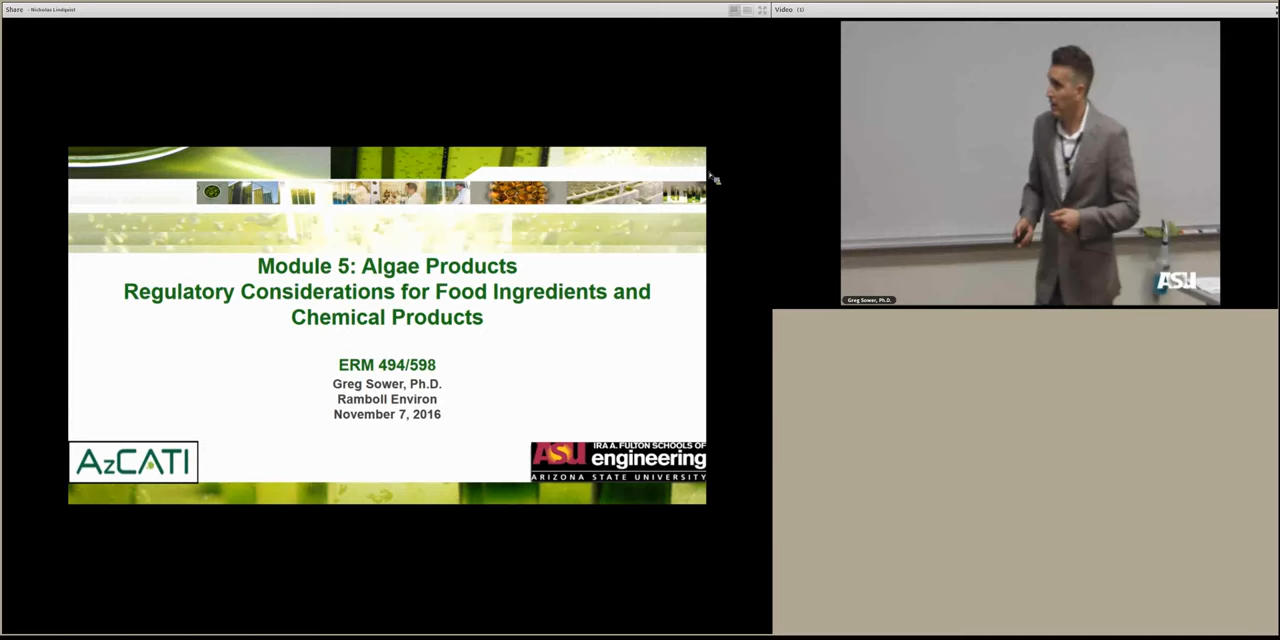 Share - Nicholas Lindquist
Video (1)
Module 5: Algae Products
Regulatory Considerations for Food Ingredients and
Chemical Products
ERM 494/598
Greg Sower, Ph.D.
Ramboll Environ
November 7, 2016
AzCATI
ASU
IRA A. FULTON SCHOOLS OF
engineering
ARIZONA STATE UNIVERSITY
Greg Sower, Ph.D.
ASU